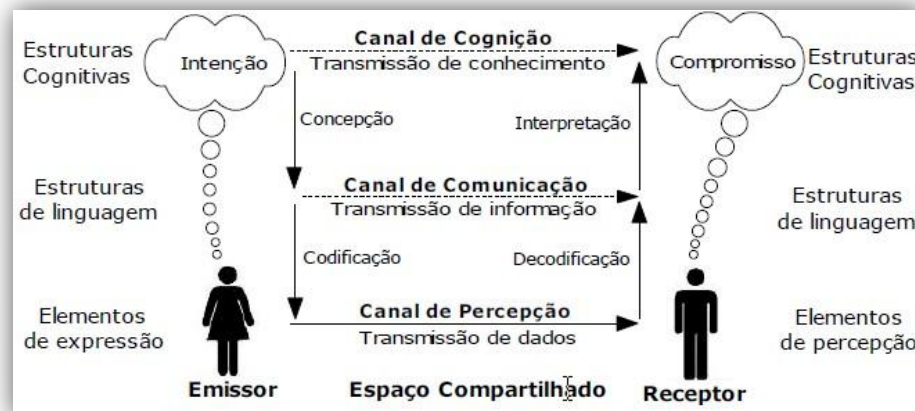 Canal de Cognição
Estruturas
Cognitivas
Intenção
Transmissão de conhecimento
Compromisso
Estruturas
Cognitivas
Concepção
Interpretação
Estruturas
de linguagem
Canal de Comunicação
Transmissão de informação
Estruturas
de linguagem
Codificação
Decodificação
Elementos
de expressão
Canal de Percepção
Transmissão de dados
Elementos
de percepção
Emissor
Espaço Compartilhado
Receptor